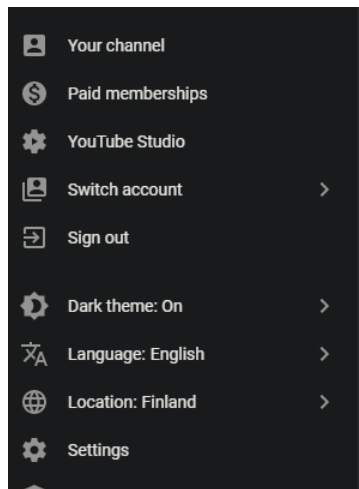 Your channel
Paid memberships
YouTube Studio
Switch account
Sign out
Dark theme: On
Language: English
Location: Finland
Settings